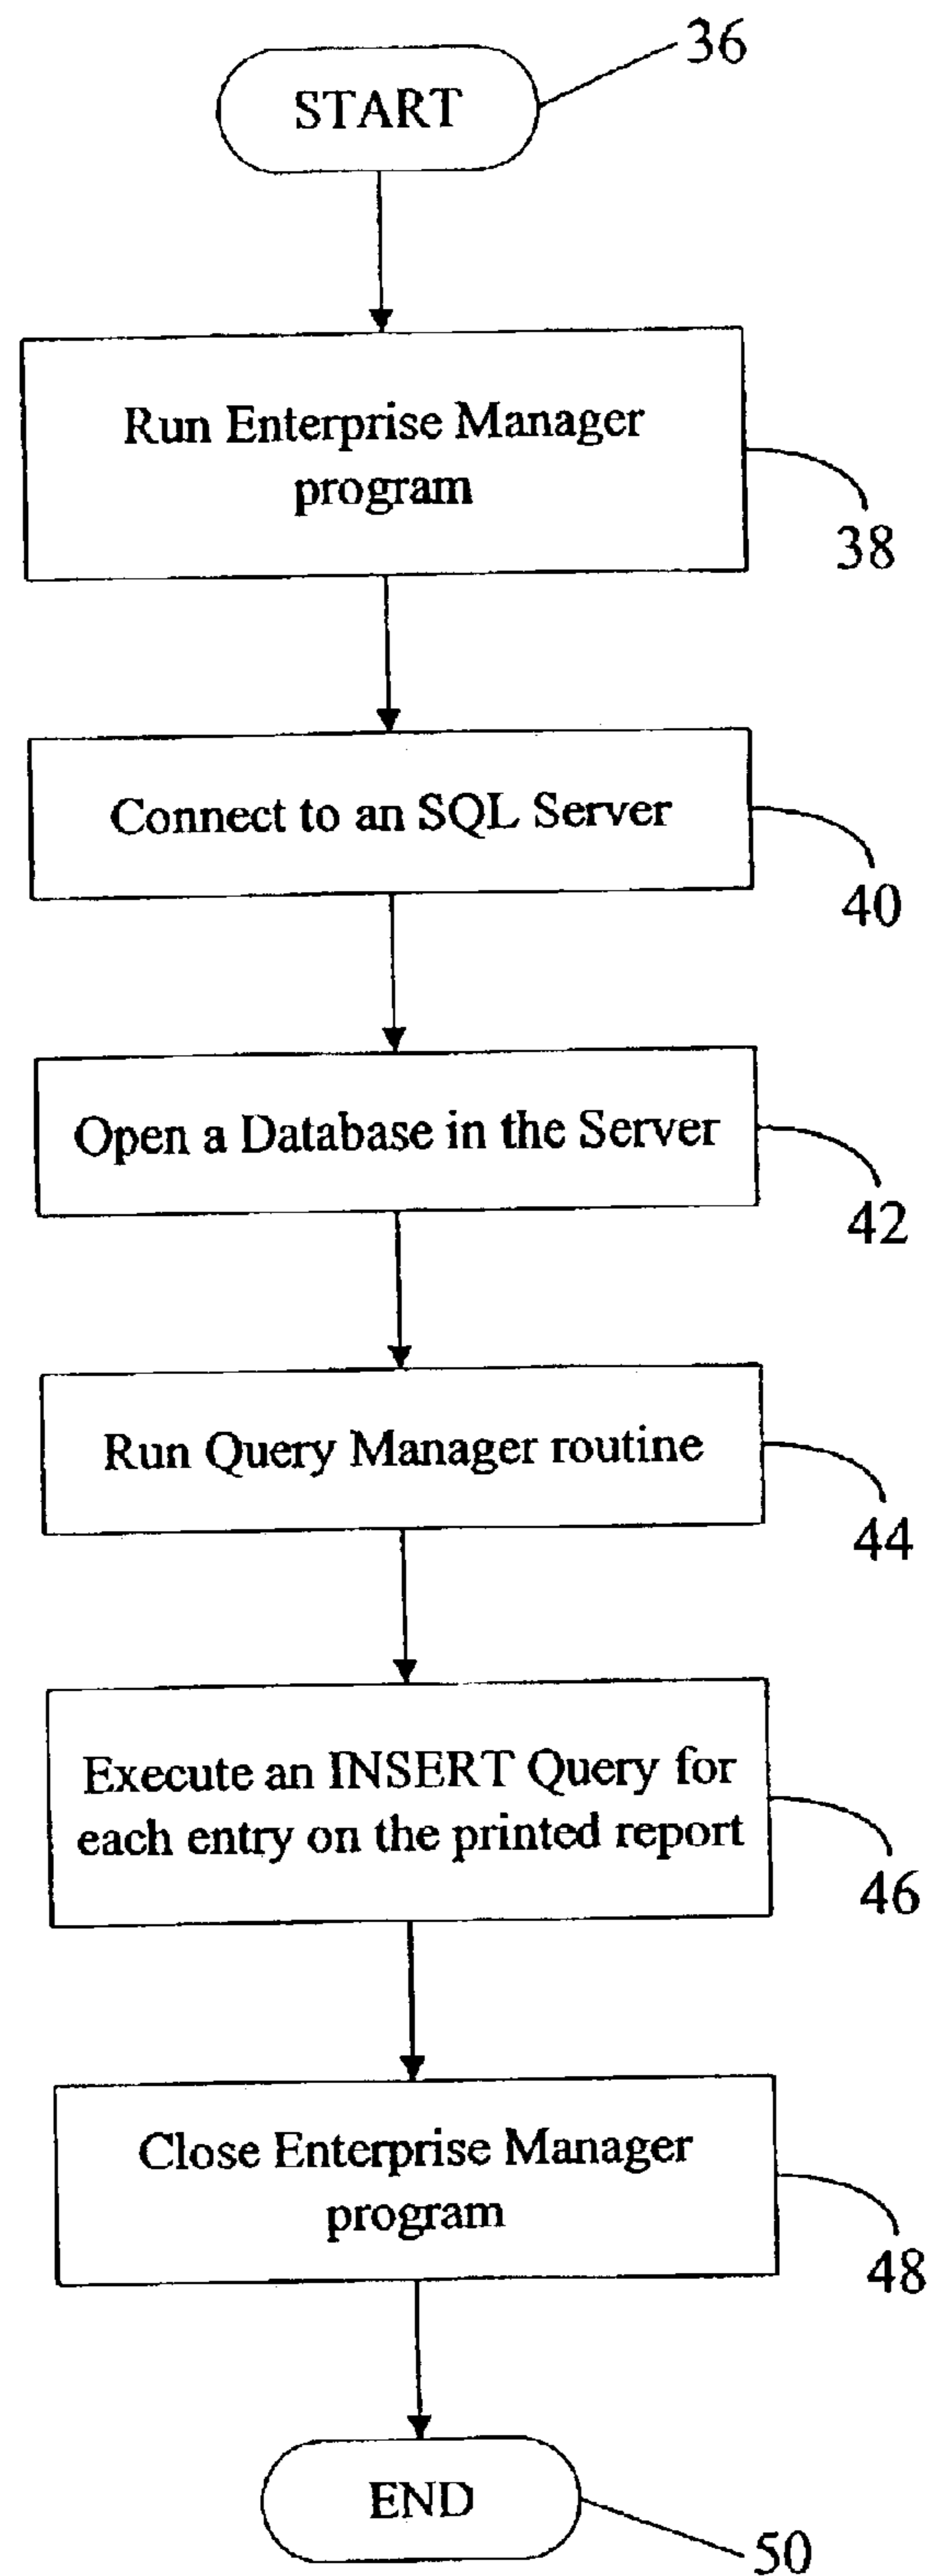 START
36
Run Enterprise Manager
program
38
Connect to an SQL Server
40
Open a Database in the Server
42
Run Query Manager routine
44
Execute an INSERT Query for
each entry on the printed report
46
Close Enterprise Manager
program
48
END
50